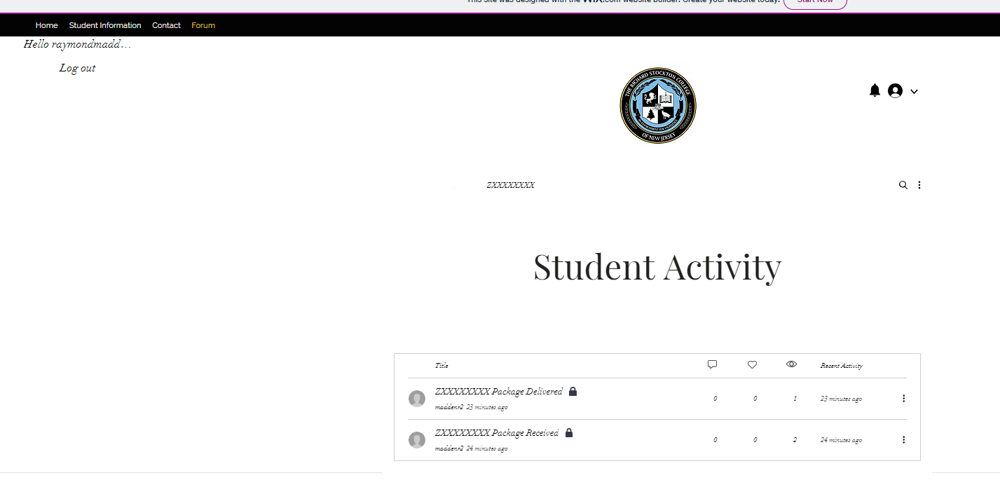 This site was designed with the WIX.com website builder. Create your website today. Start Now
Home Student Information Contact Forum
Hello raymondmadd...
Log out
THE RICHARD STOCKTON COLLEGE
OF NEW JERSEY
ZXXXXXXXX
Student Activity
Title Recent Activity
ZXXXXXXXX Package Delivered
maddenr2 23 minutes ago
0 0 1 23 minutes ago
ZXXXXXXXX Package Received
maddenr2 24 minutes ago
0 0 2 24 minutes ago